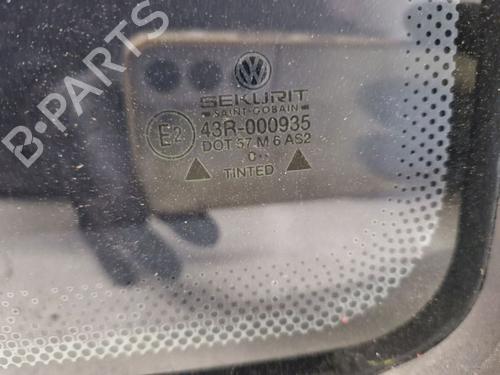 B-PARTS
VW
SEKURIT
SAINT-GOBAIN
E2 43R-000935
DOT 57 M 6 AS2
TINTED